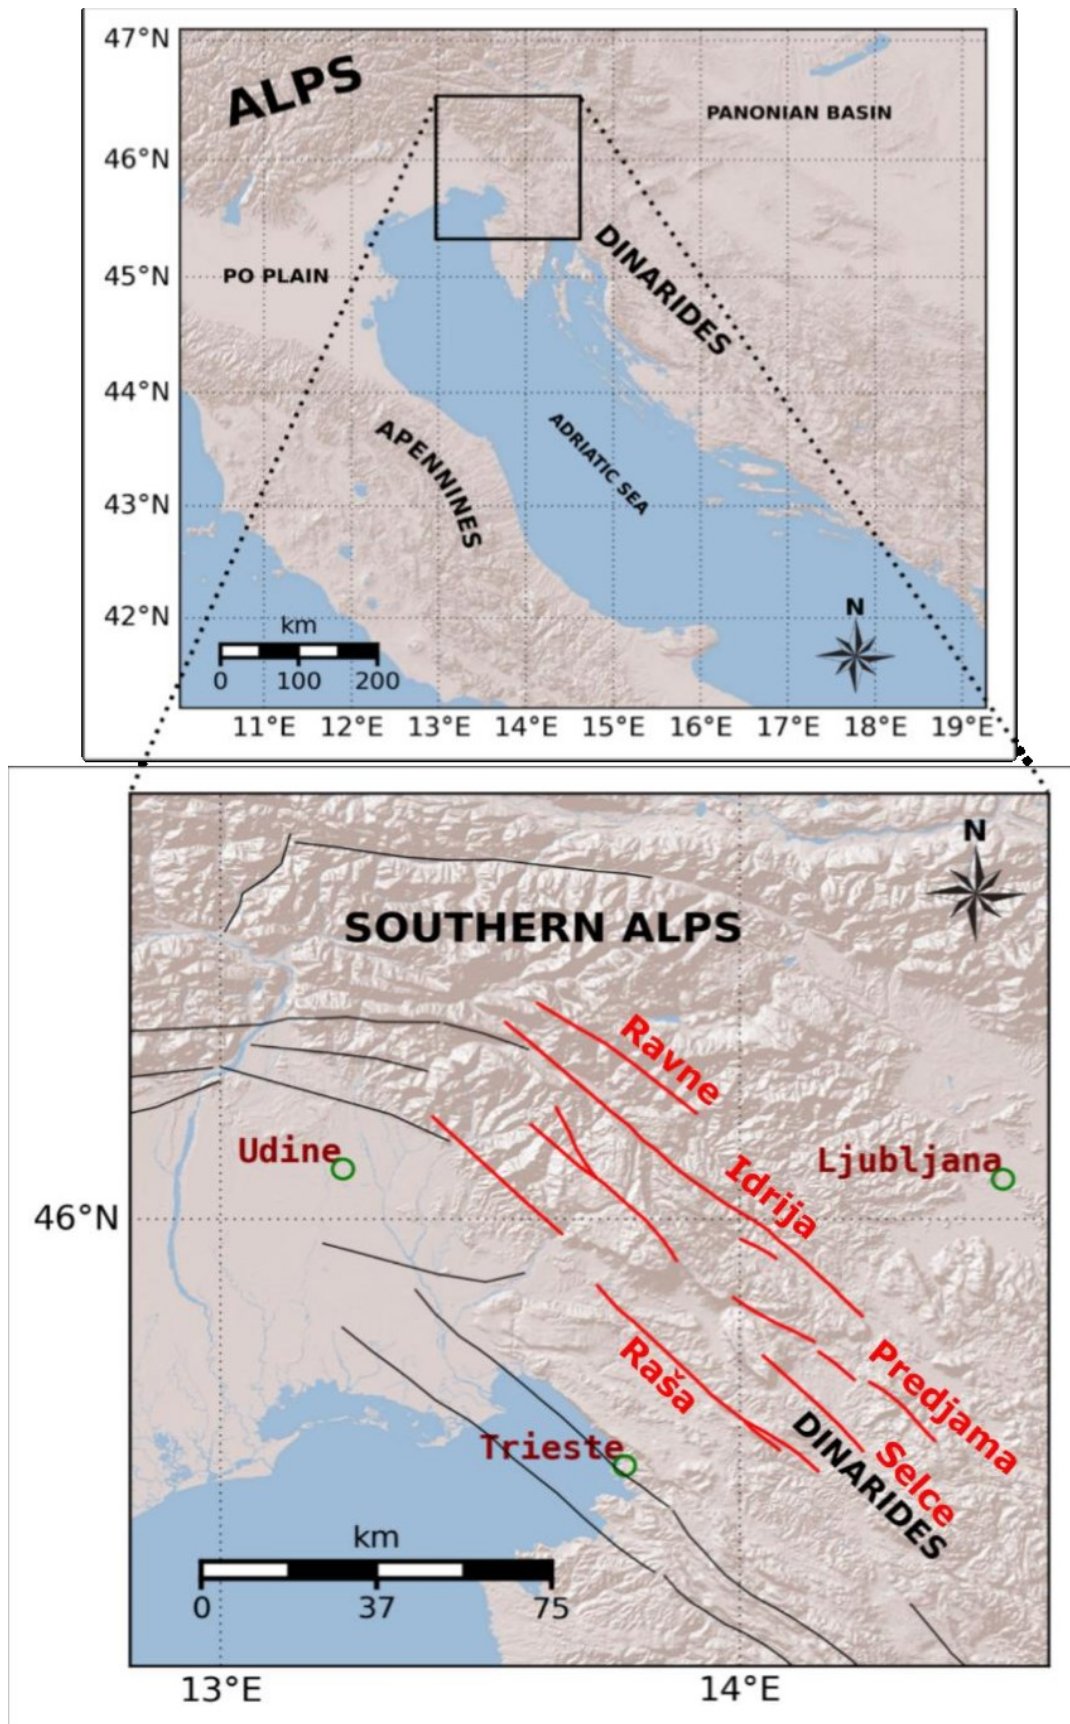 47°N
ALPS
PANONIAN BASIN
46°N
DINARIDES
45°N
PO PLAIN
44°N
ADRIATIC SEA
APENNINES
43°N
42°N
N
km
0 100 200
11°E 12°E 13°E 14°E 15°E 16°E 17°E 18°E 19°E
N
SOUTHERN ALPS
Ravne
Udine
Ljubljana
Idrija
46°N
Predjama
Raša
Trieste
Selce
DINARIDES
km
0 37 75
13°E 14°E